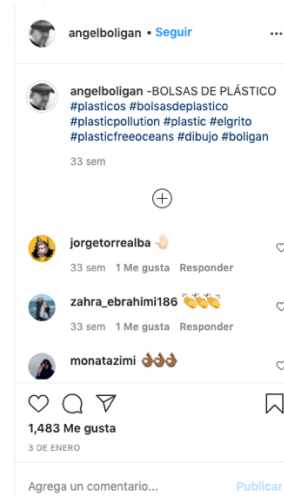 angelboligan • Seguir
angelboligan -BOLSAS DE PLÁSTICO
#plasticos #bolsasdeplastico
#plasticpollution #plastic #elgrito
#plasticfreeoceans #dibujo #boligan
33 sem
jorgetorrealba 🤚🏻
33 sem 1 Me gusta Responder
zahra_ebrahimi186 👏👏👏
33 sem 1 Me gusta Responder
monatazimi 👌🏾👌🏾👌🏾
1,483 Me gusta
3 DE ENERO
Agrega un comentario... Publicar